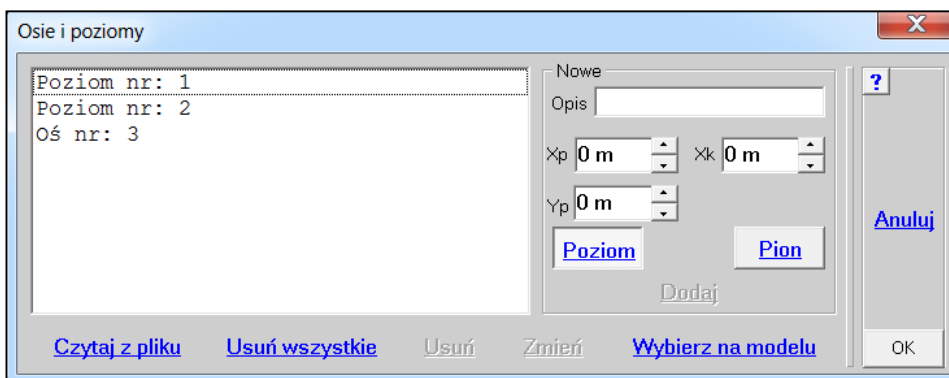 Osie i poziomy
X
Poziom nr: 1
Poziom nr: 2
Oś nr: 3
Nowe
Opis
Xp 0 m Xk 0 m
Yp 0 m
Poziom Pion
Dodaj
Czytaj z pliku Usuń wszystkie Usuń Zmień Wybierz na modelu
?
Anuluj
OK